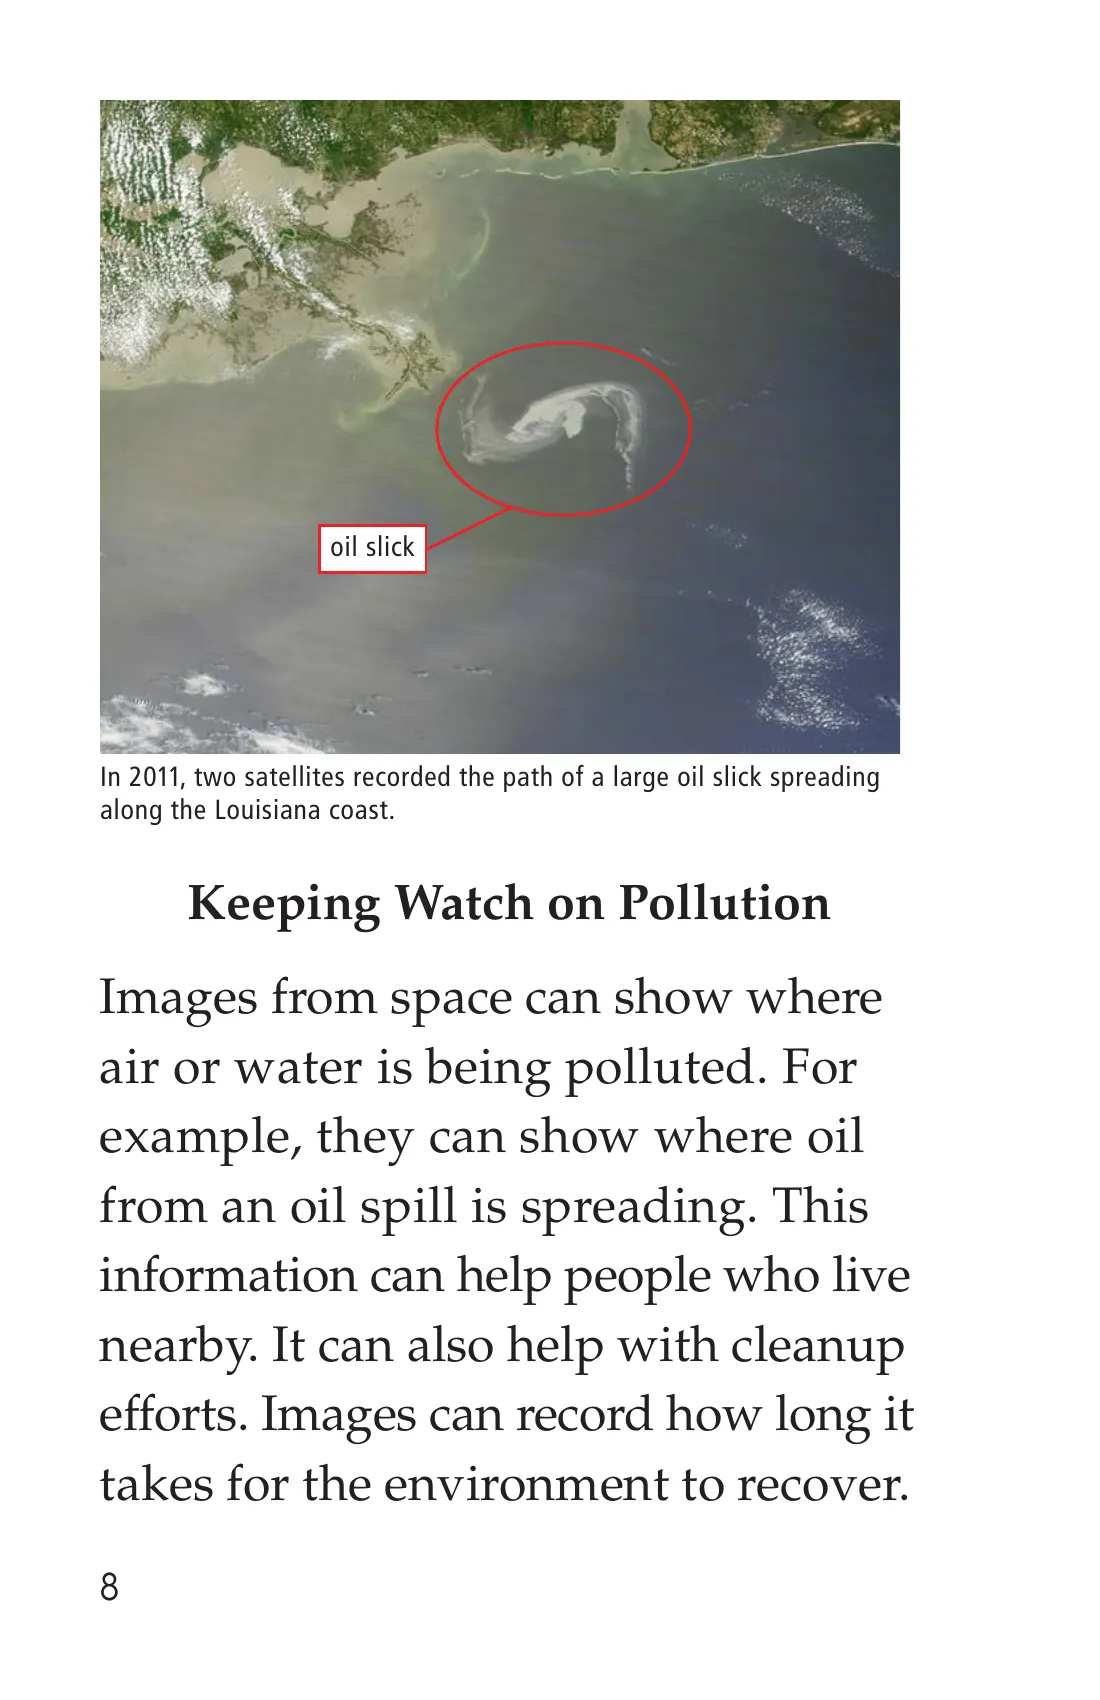 oil slick
In 2011, two satellites recorded the path of a large oil slick spreading
along the Louisiana coast.
Keeping Watch on Pollution
Images from space can show where
air or water is being polluted. For
example, they can show where oil
from an oil spill is spreading. This
information can help people who live
nearby. It can also help with cleanup
efforts. Images can record how long it
takes for the environment to recover.
8